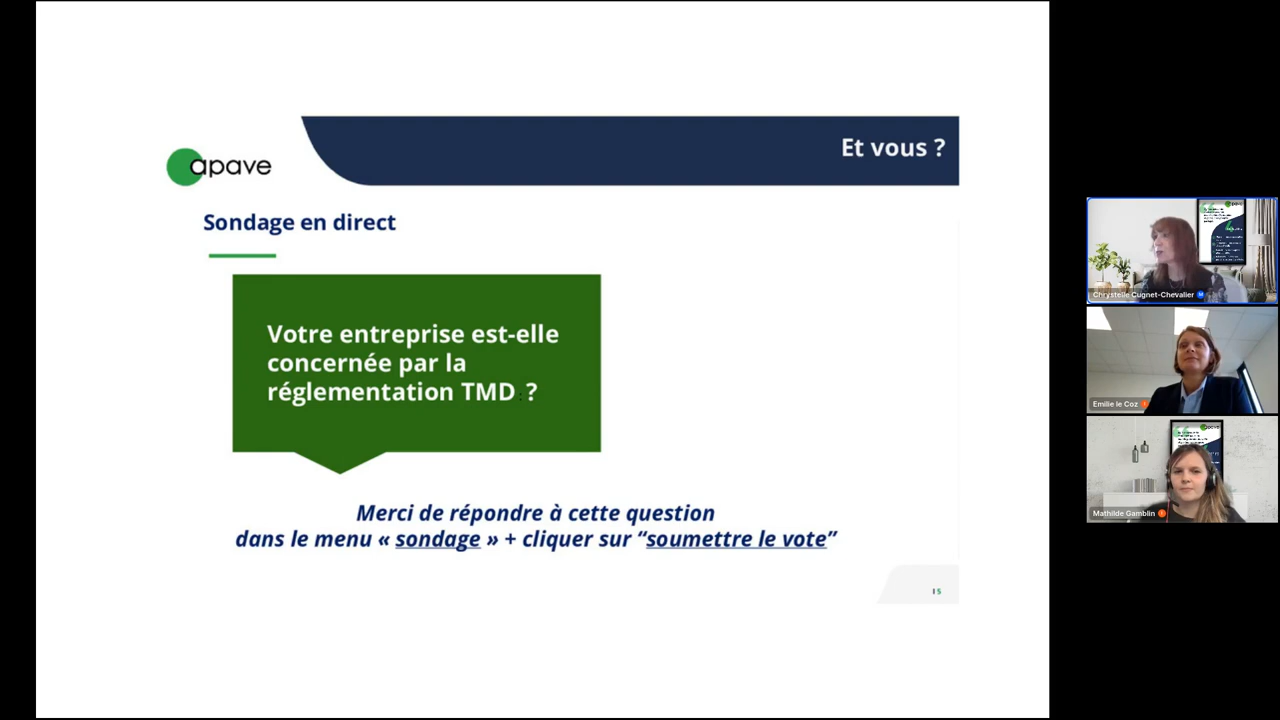 Et vous ?
apave
Sondage en direct
Votre entreprise est-elle
concernée par la
réglementation TMD : ?
Merci de répondre à cette question
dans le menu « sondage » + cliquer sur “soumettre le vote”
I 5
Chrystelle Cugnet-Chevalier
Emilie le Coz
Mathilde Gamblin